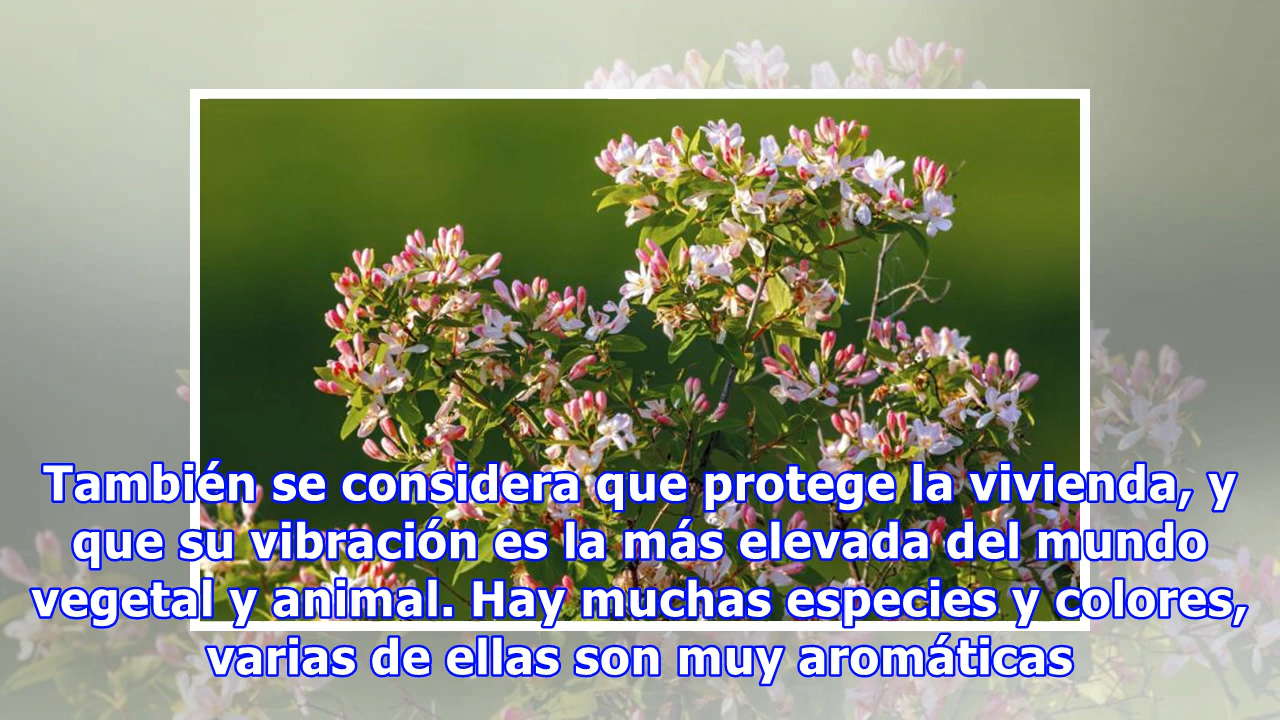 También se considera que protege la vivienda, y
que su vibración es la más elevada del mundo
vegetal y animal. Hay muchas especies y colores,
varias de ellas son muy aromáticas